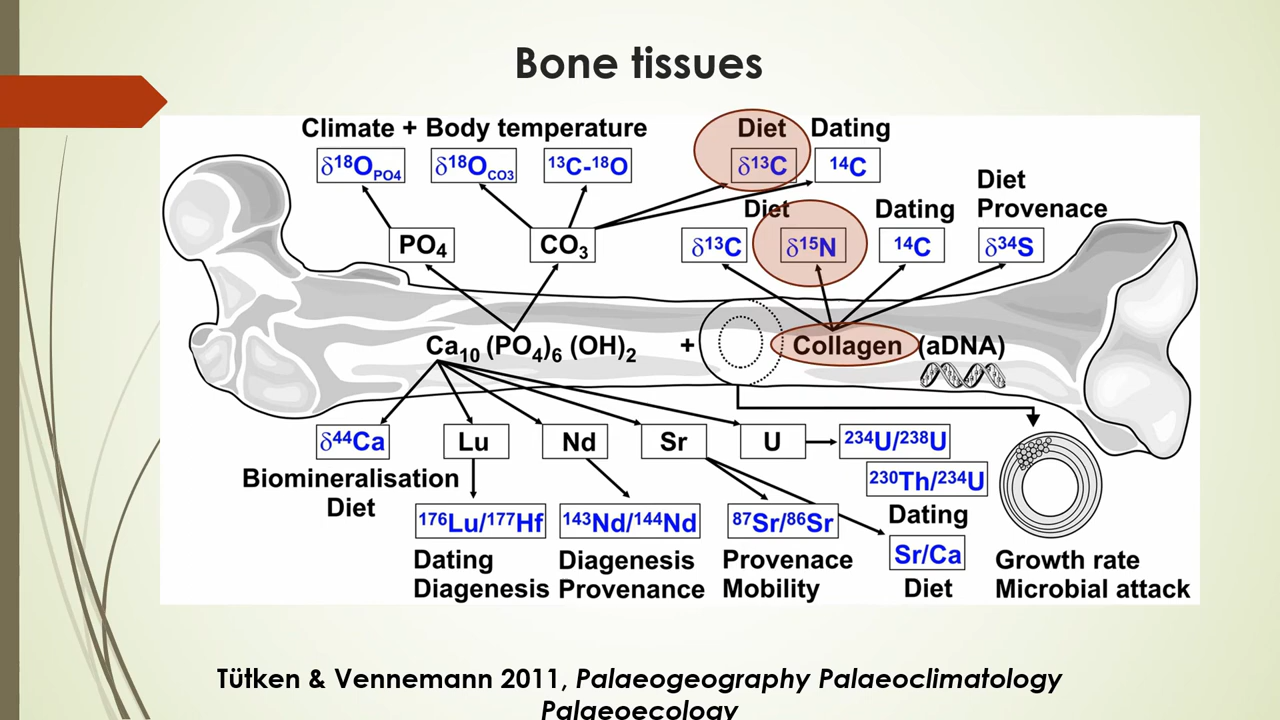 Bone tissues
Climate + Body temperature
Diet
Dating
δ¹⁸O_PO4
δ¹⁸O_CO3
¹³C-¹⁸O
δ¹³C
¹⁴C
Diet
Provenace
Diet
Dating
PO₄
CO₃
δ¹³C
δ¹⁵N
¹⁴C
δ³⁴S
Ca₁₀ (PO₄)₆ (OH)₂ + Collagen (aDNA)
δ⁴⁴Ca
Lu
Nd
Sr
U
²³⁴U/²³⁸U
Biomineralisation
Diet
²³⁰Th/²³⁴U
Dating
¹⁷⁶Lu/¹⁷⁷Hf
¹⁴³Nd/¹⁴⁴Nd
⁸⁷Sr/⁸⁶Sr
Sr/Ca
Diet
Dating
Diagenesis
Diagenesis
Provenance
Provenace
Mobility
Growth rate
Microbial attack
Tütken & Vennemann 2011, Palaeogeography Palaeoclimatology
Palaeoecology